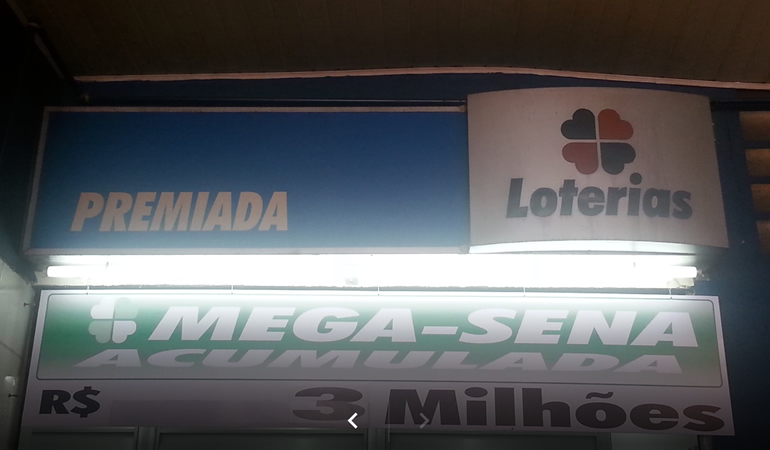 PREMIADA
Loterias
MEGA-SENA
ACUMULADA
R$ 3 Milhões